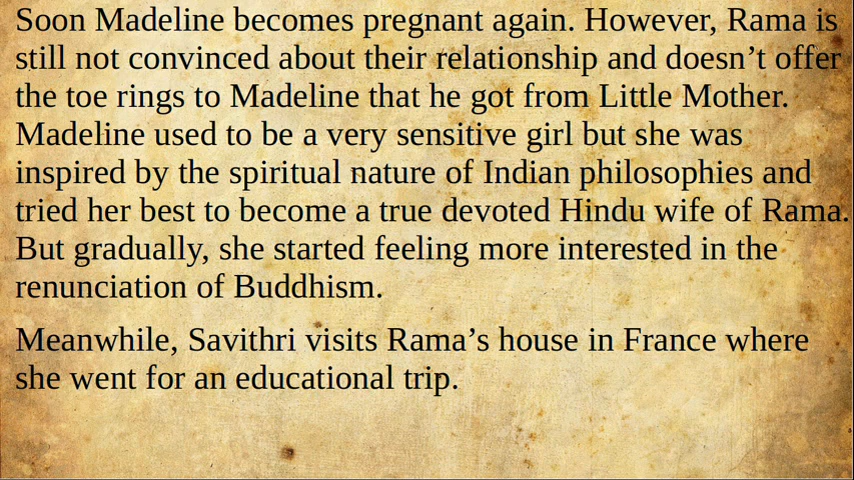 Soon Madeline becomes pregnant again. However, Rama is
still not convinced about their relationship and doesn’t offer
the toe rings to Madeline that he got from Little Mother.
Madeline used to be a very sensitive girl but she was
inspired by the spiritual nature of Indian philosophies and
tried her best to become a true devoted Hindu wife of Rama.
But gradually, she started feeling more interested in the
renunciation of Buddhism.
Meanwhile, Savithri visits Rama’s house in France where
she went for an educational trip.